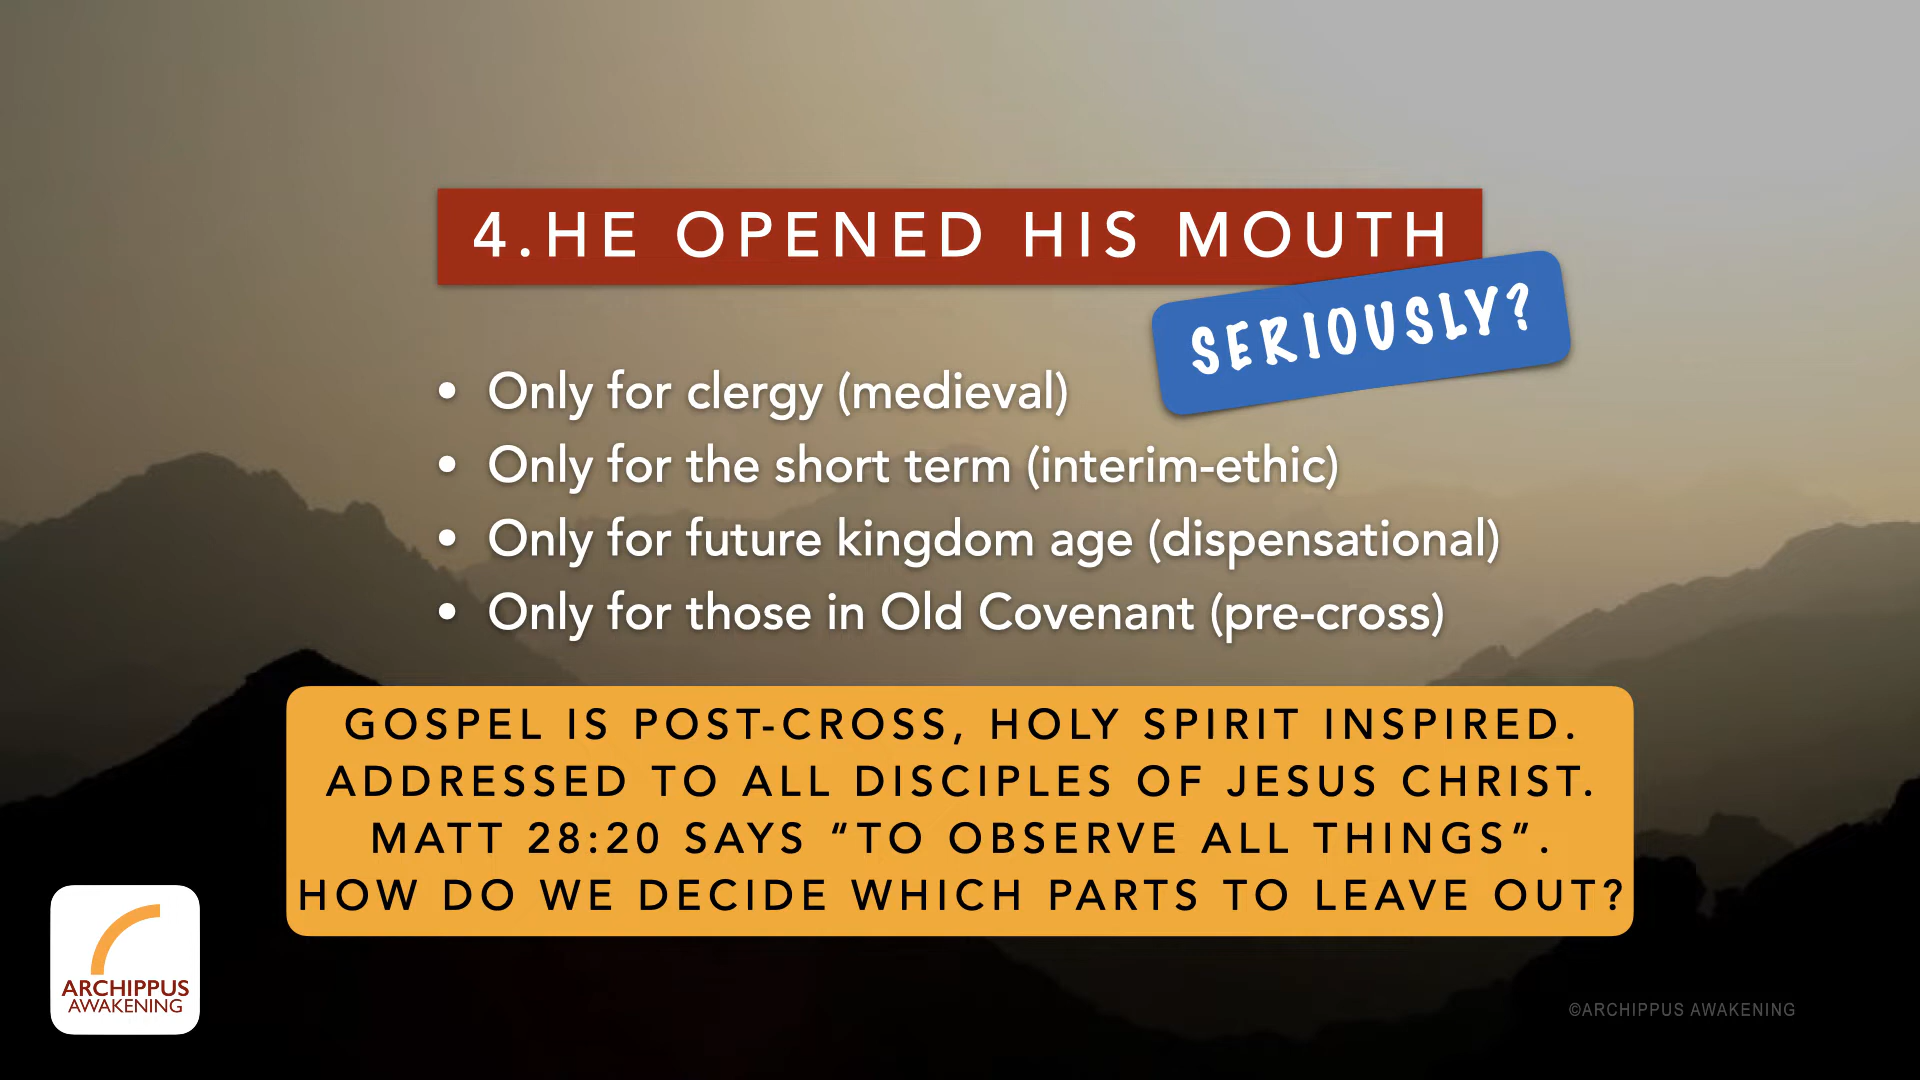 4.HE OPENED HIS MOUTH
SERIOUSLY?
• Only for clergy (medieval)
• Only for the short term (interim-ethic)
• Only for future kingdom age (dispensational)
• Only for those in Old Covenant (pre-cross)
GOSPEL IS POST-CROSS, HOLY SPIRIT INSPIRED.
ADDRESSED TO ALL DISCIPLES OF JESUS CHRIST.
MATT 28:20 SAYS “TO OBSERVE ALL THINGS”.
HOW DO WE DECIDE WHICH PARTS TO LEAVE OUT?
ARCHIPPUS
AWAKENING
©ARCHIPPUS AWAKENING